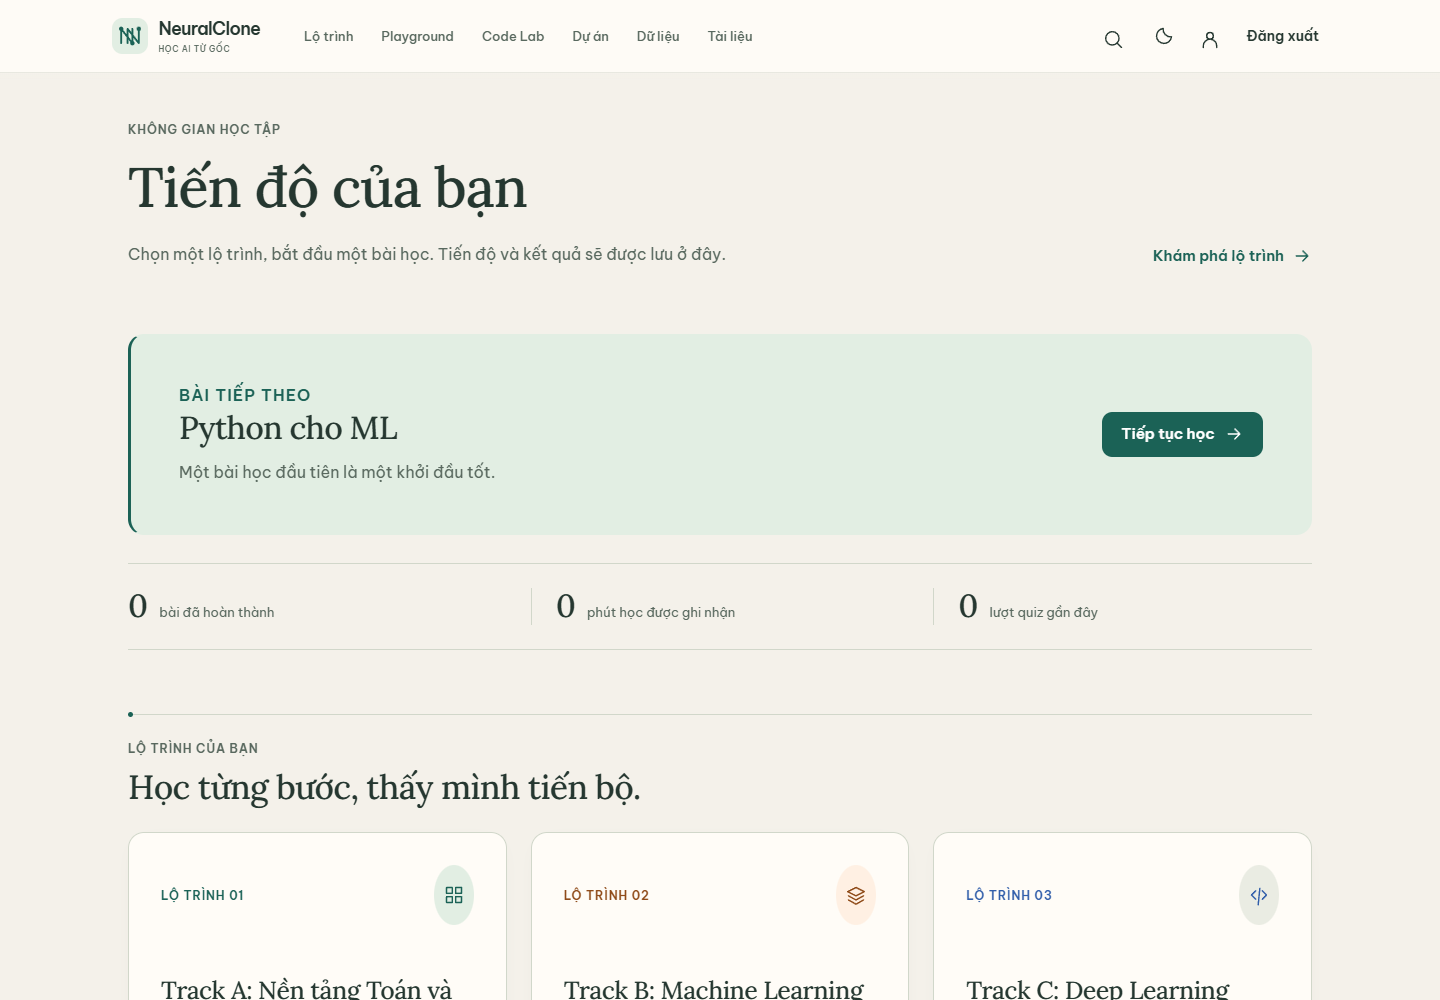 NeuralClone
HỌC AI TỪ GỐC
Lộ trình
Playground
Code Lab
Dự án
Dữ liệu
Tài liệu
Đăng xuất
KHÔNG GIAN HỌC TẬP
Tiến độ của bạn
Chọn một lộ trình, bắt đầu một bài học. Tiến độ và kết quả sẽ được lưu ở đây.
Khám phá lộ trình
BÀI TIẾP THEO
Python cho ML
Một bài học đầu tiên là một khởi đầu tốt.
Tiếp tục học
0 bài đã hoàn thành
0 phút học được ghi nhận
0 lượt quiz gần đây
LỘ TRÌNH CỦA BẠN
Học từng bước, thấy mình tiến bộ.
LỘ TRÌNH 01
LỘ TRÌNH 02
LỘ TRÌNH 03
Track A: Nền tảng Toán và
Track B: Machine Learning
Track C: Deep Learning